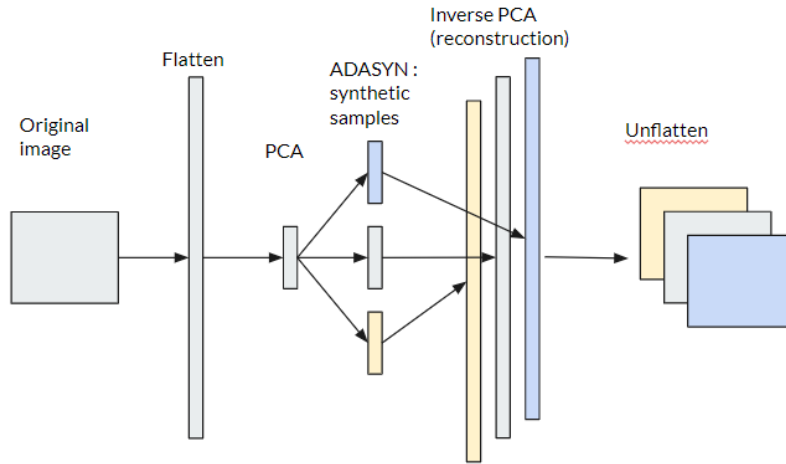 Original
image
Flatten
PCA
ADASYN :
synthetic
samples
Inverse PCA
(reconstruction)
Unflatten